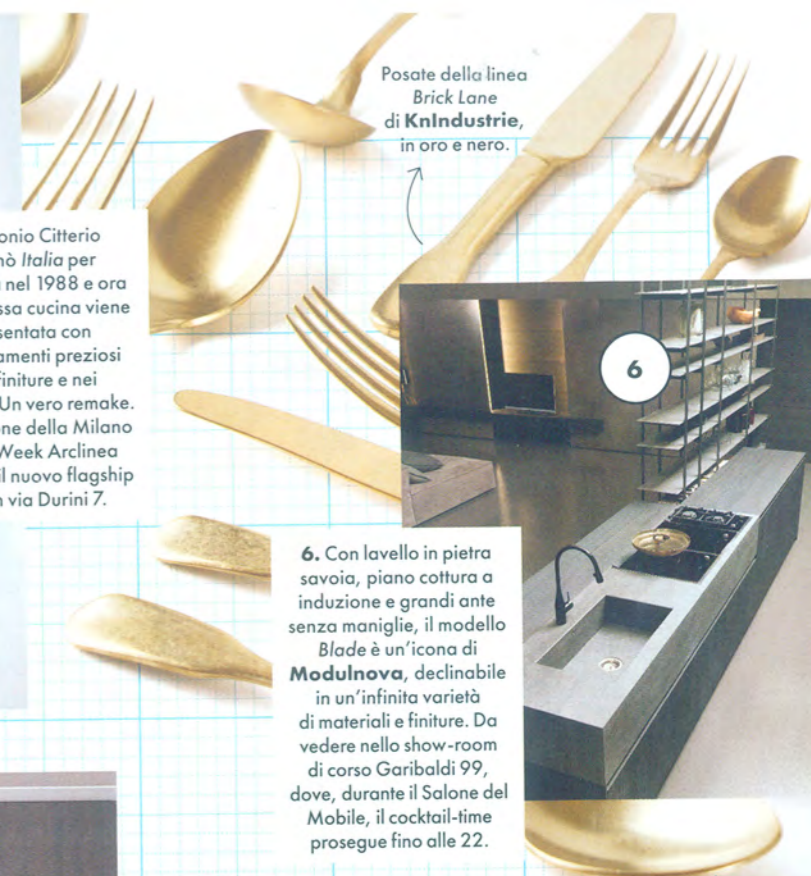 Posate della linea
Brick Lane
di KnIndustrie,
in oro e nero.
onio Citterio
nò Italia per
nel 1988 e ora
ssa cucina viene
sentata con
amenti preziosi
finiture e nei
Un vero remake.
ne della Milano
Week Arclinea
il nuovo flagship
via Durini 7.
6
6. Con lavello in pietra
savoia, piano cottura a
induzione e grandi ante
senza maniglie, il modello
Blade è un'icona di
Modulnova, declinabile
in un'infinita varietà
di materiali e finiture. Da
vedere nello show-room
di corso Garibaldi 99,
dove, durante il Salone del
Mobile, il cocktail-time
prosegue fino alle 22.